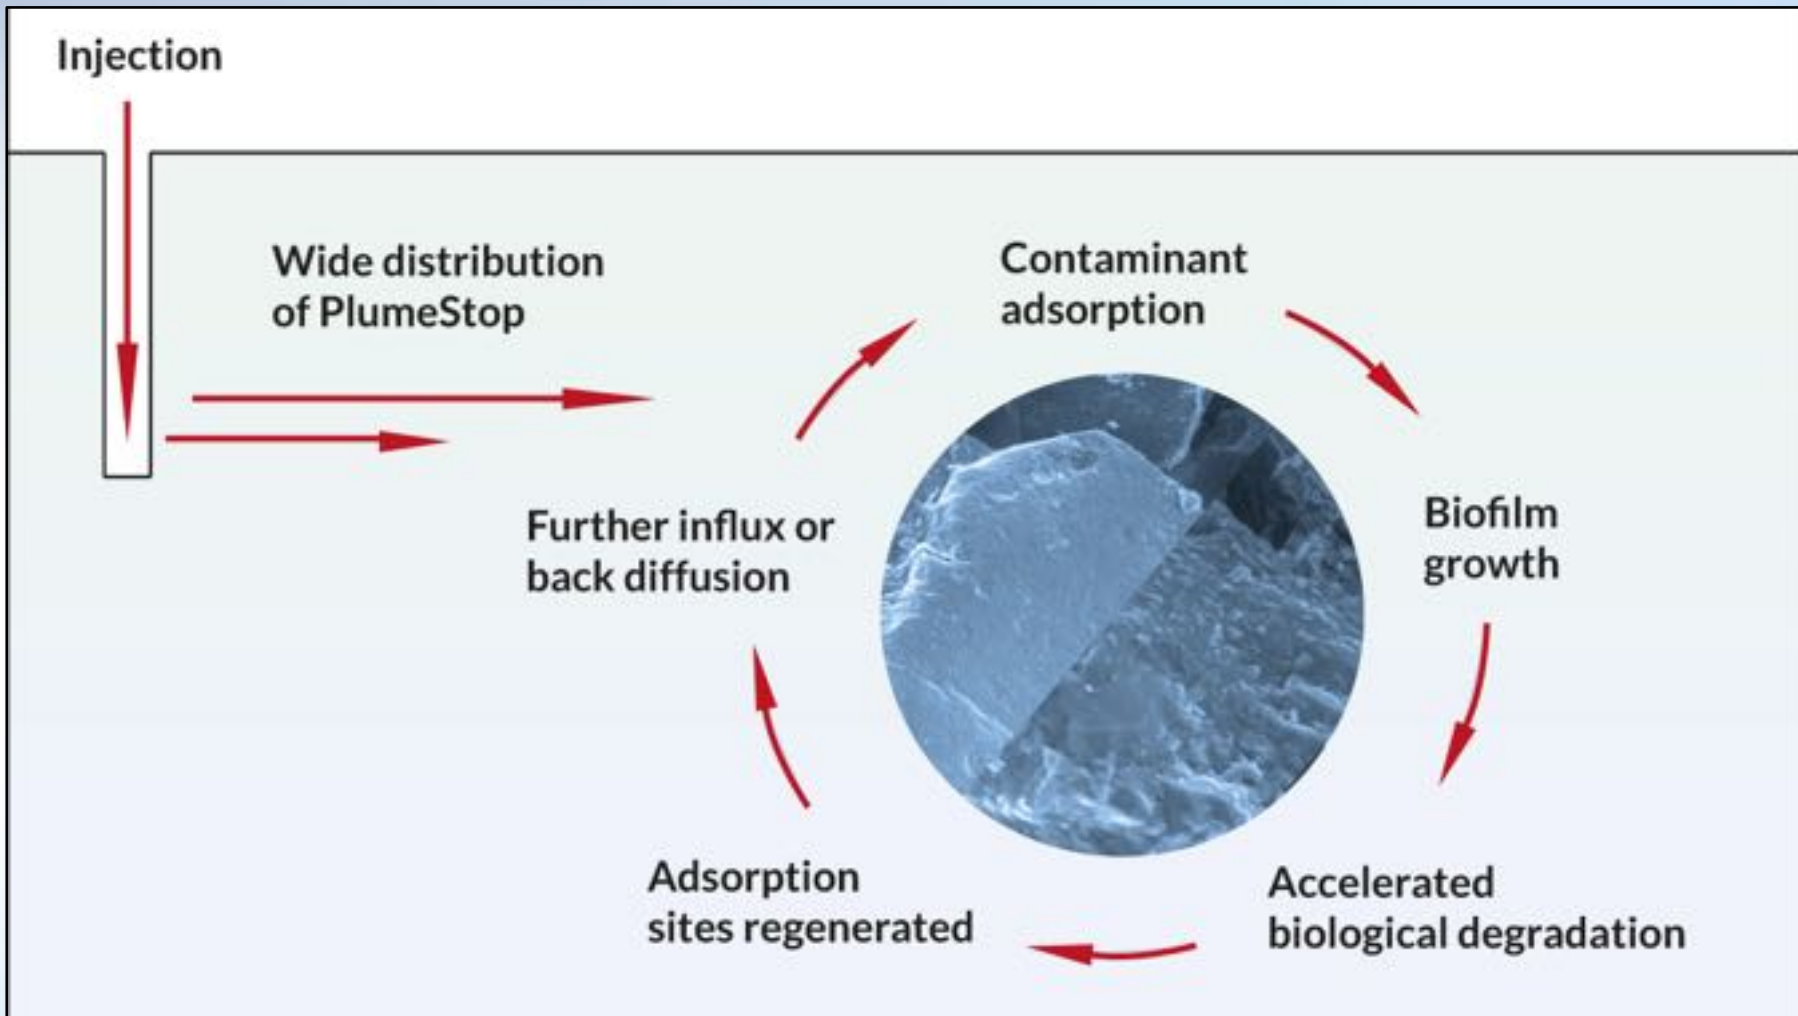 Injection
Wide distribution
of PlumeStop
Contaminant
adsorption
Biofilm
growth
Accelerated
biological degradation
Adsorption
sites regenerated
Further influx or
back diffusion